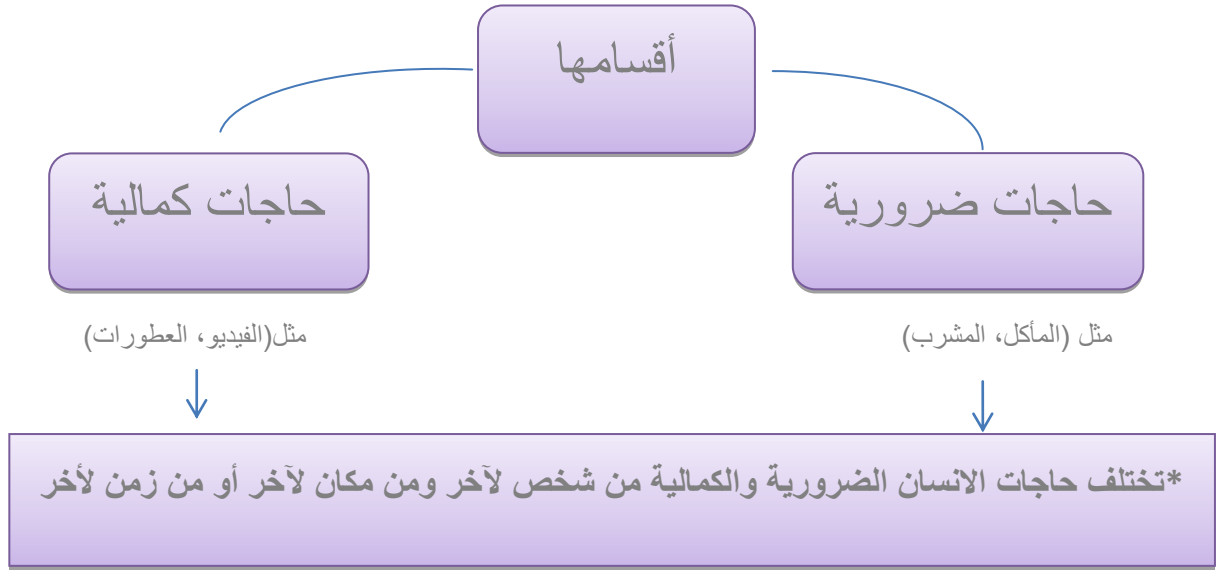 أقسامها
حاجات ضرورية
حاجات كمالية
مثل (المأكل، المشرب)
مثل(الفيديو، العطورات)
*تختلف حاجات الانسان الضرورية والكمالية من شخص لآخر ومن مكان لآخر أو من زمن لأخر